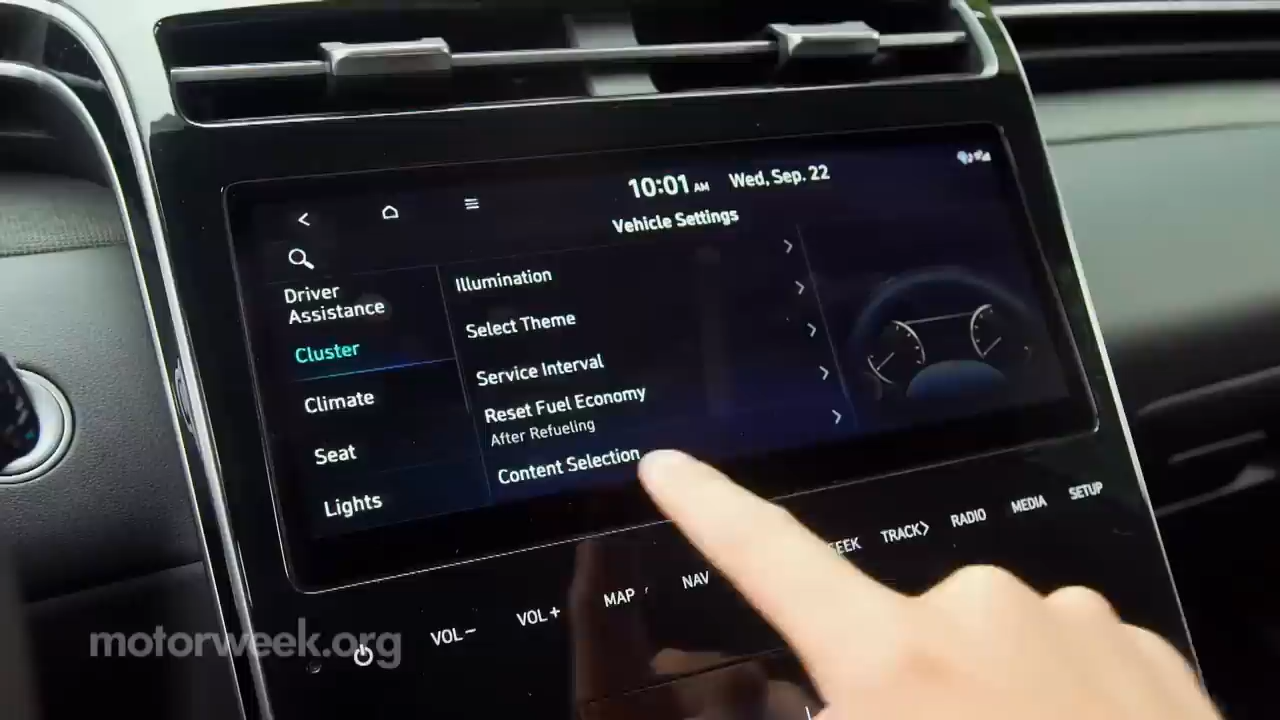 10:01 AM Wed, Sep. 22
Vehicle Settings
Driver
Assistance
Cluster
Climate
Seat
Lights
Illumination
Select Theme
Service Interval
Reset Fuel Economy
After Refueling
Content Selection
VOL− VOL+ MAP NAV SEEK TRACK> RADIO MEDIA SETUP
motorweek.org